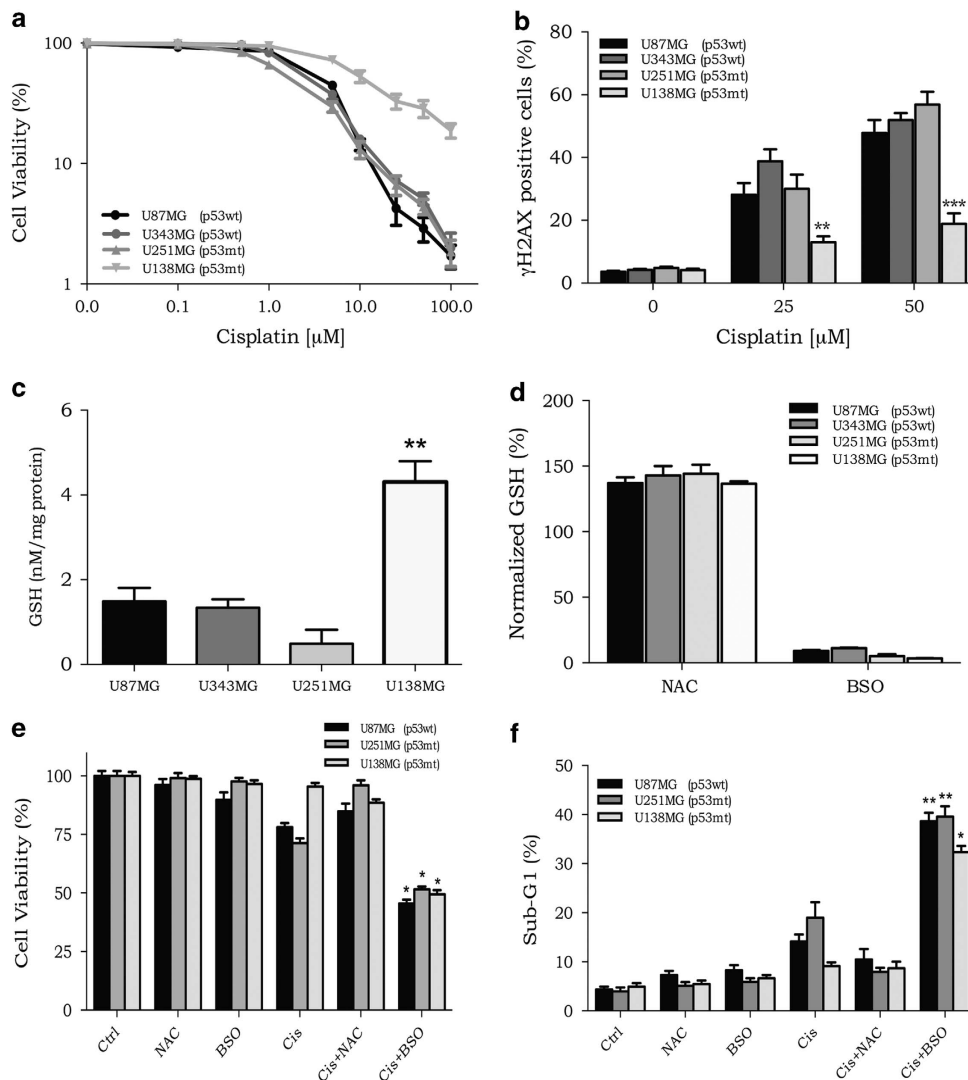 a
100
10
1
Cell Viability (%)
U87MG (p53wt)
U343MG (p53wt)
U251MG (p53mt)
U138MG (p53mt)
0.0 0.1 1.0 10.0 100.0
Cisplatin [µM]
b
80
60
40
20
0
γH2AX positive cells (%)
U87MG (p53wt)
U343MG (p53wt)
U251MG (p53mt)
U138MG (p53mt)
**
***
0 25 50
Cisplatin [µM]
c
6
4
2
0
GSH (nM/mg protein)
**
U87MG U343MG U251MG U138MG
d
200
150
100
50
0
Normalized GSH (%)
U87MG (p53wt)
U343MG (p53wt)
U251MG (p53mt)
U138MG (p53mt)
NAC BSO
e
100
75
50
25
0
Cell Viability (%)
U87MG (p53wt)
U251MG (p53mt)
U138MG (p53mt)
* * *
Ctrl NAC BSO Cis Cis+NAC Cis+BSO
f
50
40
30
20
10
0
Sub-G1 (%)
U87MG (p53wt)
U251MG (p53mt)
U138MG (p53mt)
** **
*
Ctrl NAC BSO Cis Cis+NAC Cis+BSO